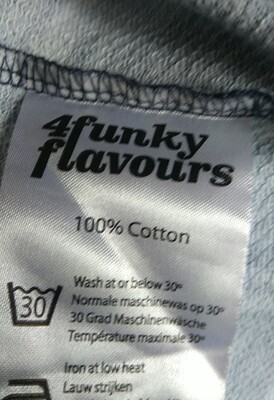 4funky
flavours
100% Cotton
Wash at or below 30°
30
Normale maschinewas op 30°
30 Grad Maschinenwäsche
Température maximale 30°
Iron at low heat
Lauw strijken